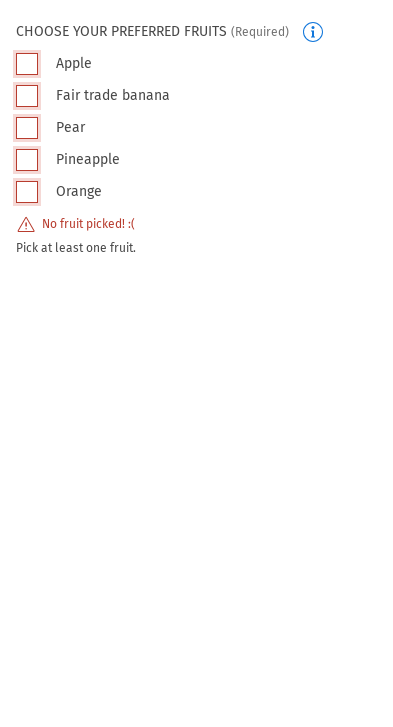 CHOOSE YOUR PREFERRED FRUITS (Required)
Apple
Fair trade banana
Pear
Pineapple
Orange
No fruit picked! :(
Pick at least one fruit.